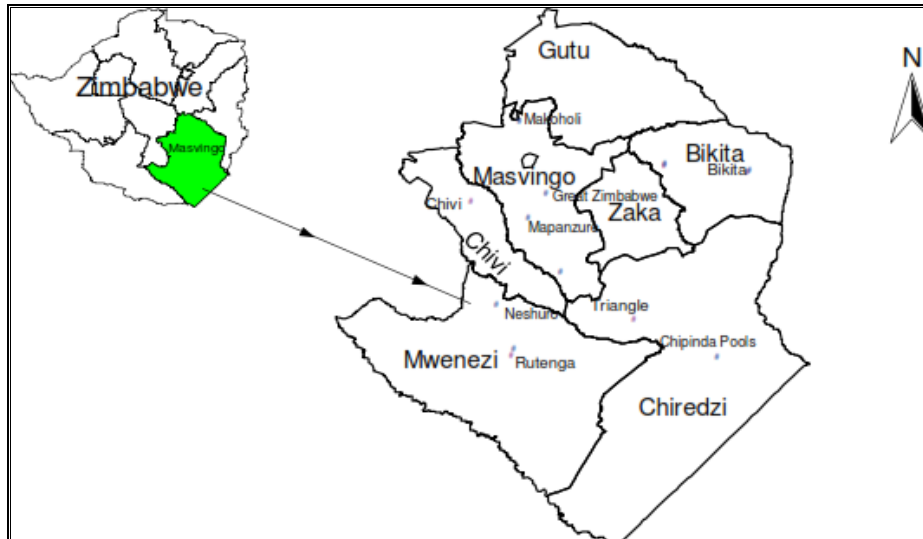 Zimbabwe
Masvingo
Gutu
N
Makoholi
Masvingo
Bikita
Bikita
Great Zimbabwe
Zaka
Chivi
Mapanzure
Chivi
Triangle
Neshuro
Chipinda Pools
Mwenezi
Rutenga
Chiredzi